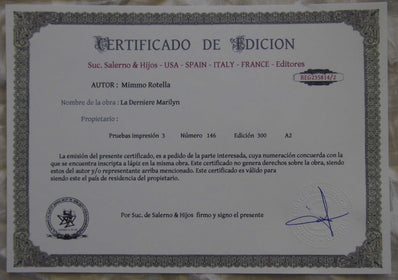 CERTIFICADO DE EDICION
Suc. Salerno & Hijos - USA - SPAIN - ITALY - FRANCE - Editores
REG235814/2
AUTOR : Mimmo Rotella
Nombre de la obra : La Derniere Marilyn
Propietario :
Pruebas impresión 3 Número 146 Edición 300 A2
La emisión del presente certificado, es a pedido de la parte interesada, cuya numeración concuerda con la
que se encuentra inscripta a lápiz en la misma obra. Este certificado no genera derechos sobre la obra, siendo
estos del autor y/o representante arriba mencionado. Este certificado es válido para
siendo este el país de residencia del propietario.
Por Suc. de Salerno & Hijos firmo y signo el presente